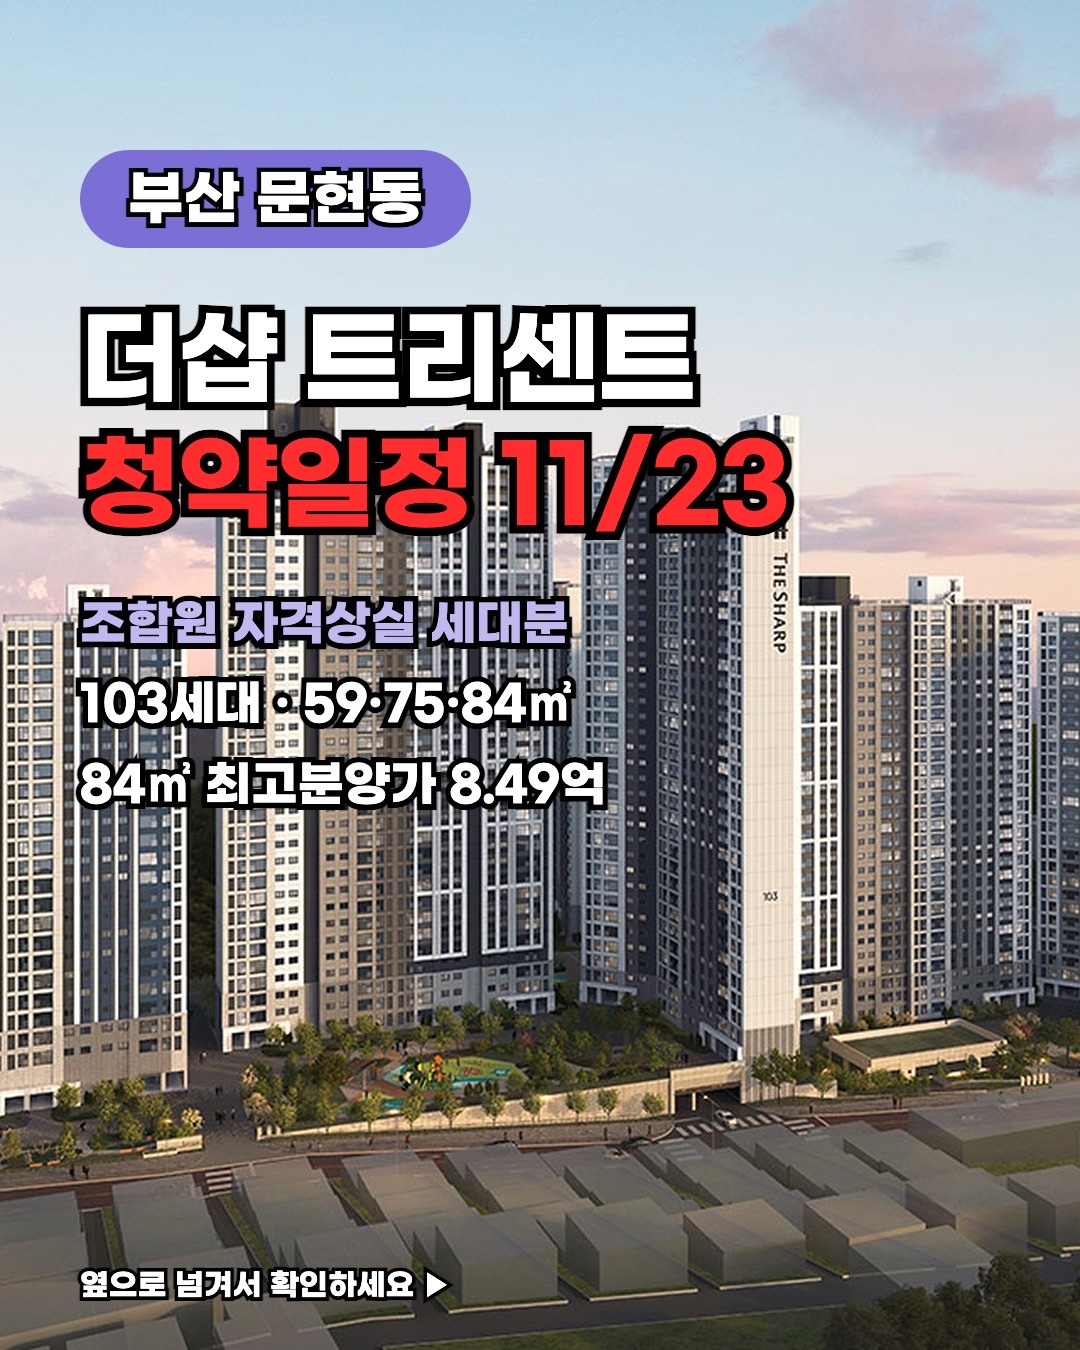 부산 문현동
더샵 트리센트
청약일정 11/23
THE SHARP
조합원 자격상실 세대분
103세대 · 59·75·84㎡
84㎡ 최고분양가 8.49억
103
옆으로 넘겨서 확인하세요 ▶